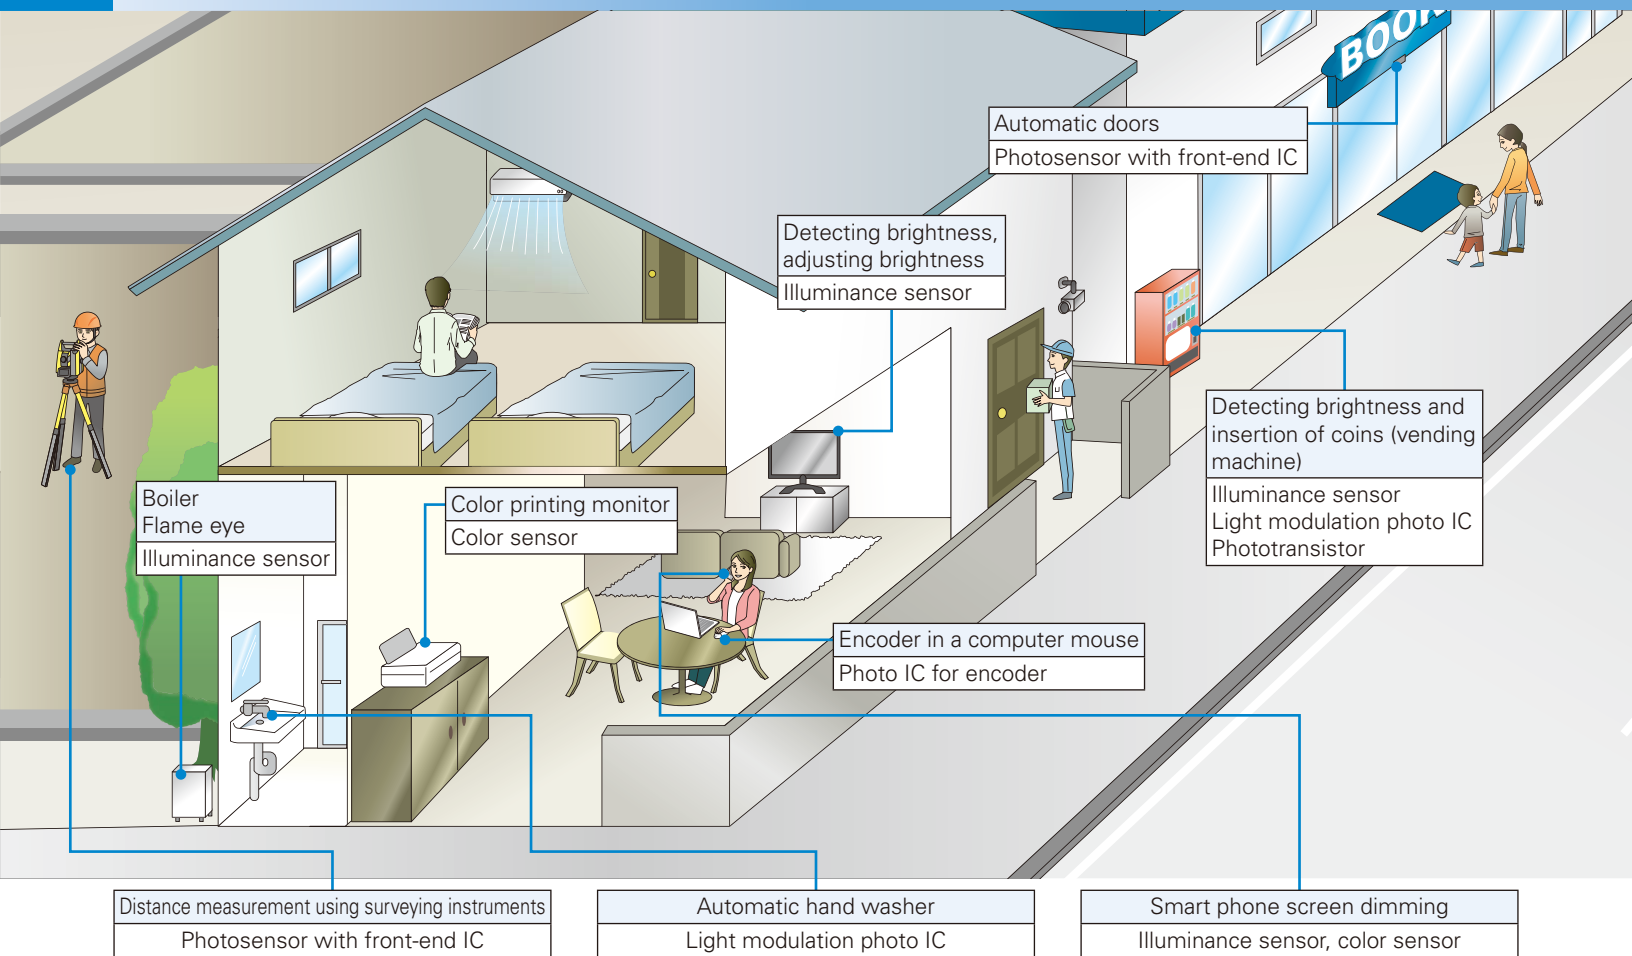 BOOK
Automatic doors
Photosensor with front-end IC
Detecting brightness,
adjusting brightness
Illuminance sensor
Detecting brightness and
insertion of coins (vending
machine)
Illuminance sensor
Light modulation photo IC
Phototransistor
Boiler
Flame eye
Illuminance sensor
Color printing monitor
Color sensor
Encoder in a computer mouse
Photo IC for encoder
Distance measurement using surveying instruments
Photosensor with front-end IC
Automatic hand washer
Light modulation photo IC
Smart phone screen dimming
Illuminance sensor, color sensor